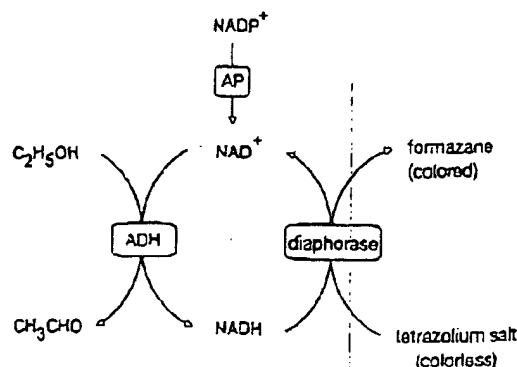 NADP+
AP
C2H5OH
NAD+
formazane
(colored)
ADH
diaphorase
CH3CHO
NADH
tetrazolium salt
(colorless)